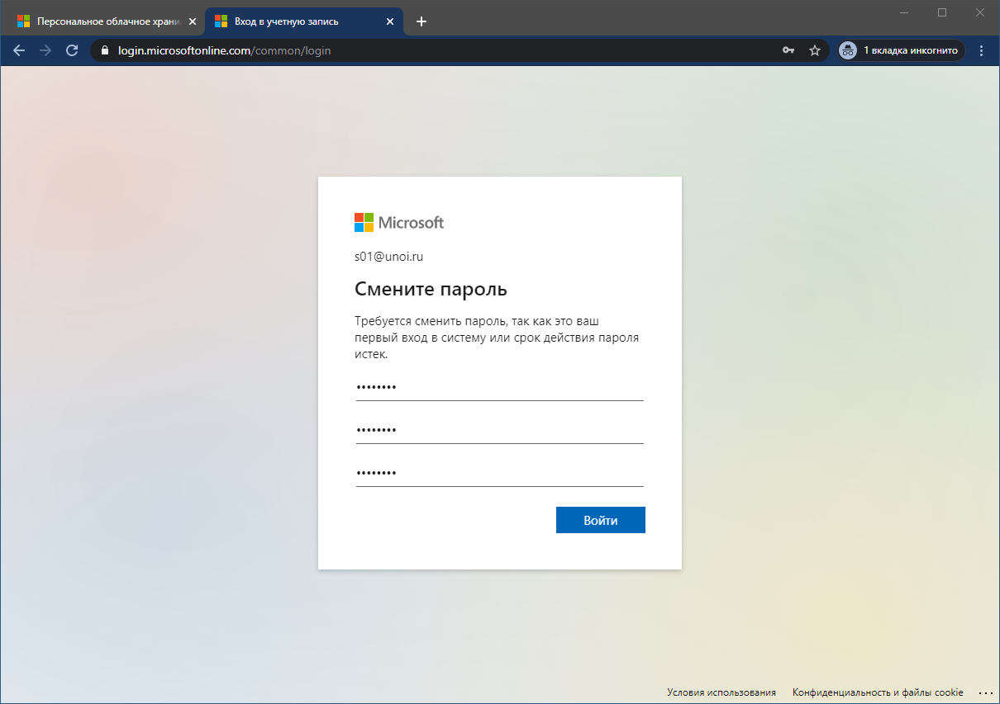 Персональное облачное храни
Вход в учетную запись
login.microsoftonline.com/common/login
1 вкладка инкогнито
Microsoft
s01@unoi.ru
Смените пароль
Требуется сменить пароль, так как это ваш
первый вход в систему или срок действия пароля
истек.
••••••••
••••••••
••••••••
Войти
Условия использования
Конфиденциальность и файлы cookie